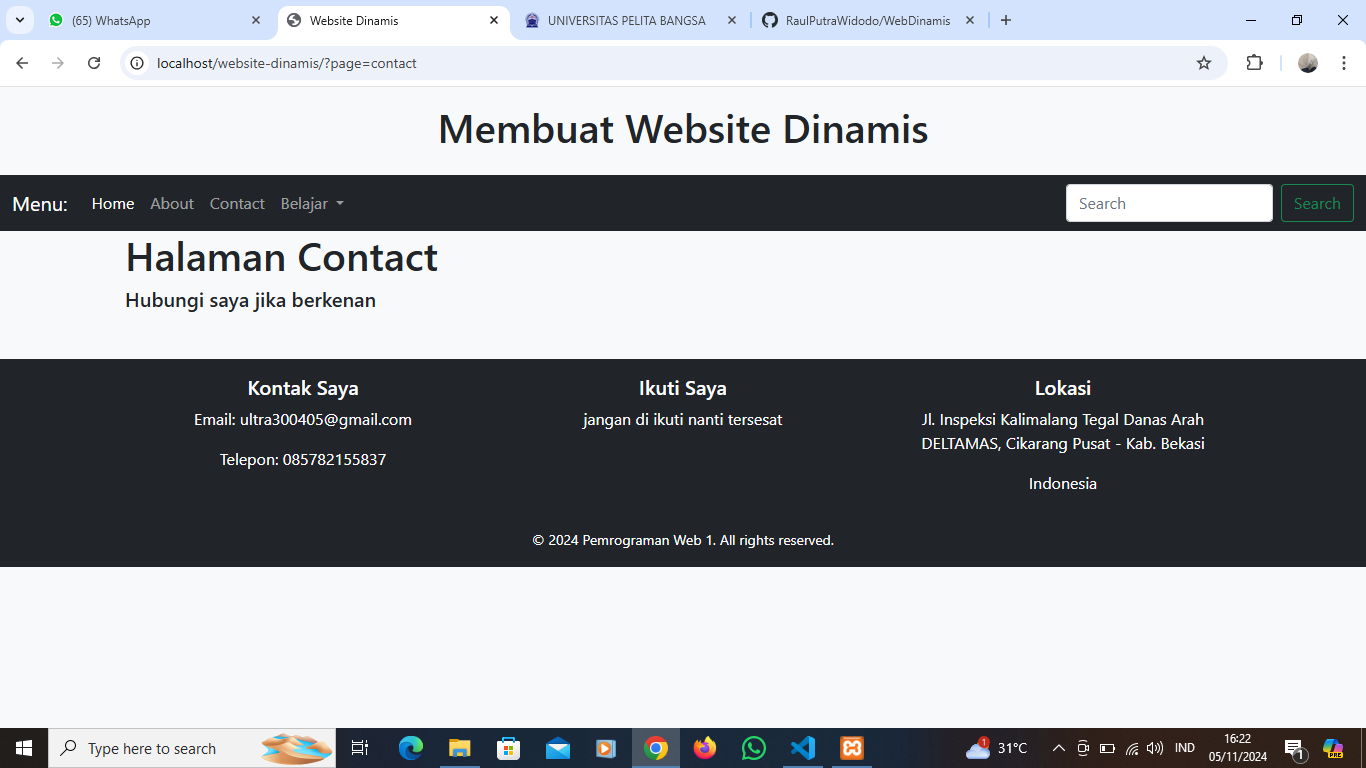 (65) WhatsApp
Website Dinamis
UNIVERSITAS PELITA BANGSA
RaulPutraWidodo/WebDinamis
localhost/website-dinamis/?page=contact
Membuat Website Dinamis
Menu: Home About Contact Belajar Search Search
Halaman Contact
Hubungi saya jika berkenan
Kontak Saya
Email: ultra300405@gmail.com
Telepon: 085782155837
Ikuti Saya
jangan di ikuti nanti tersesat
Lokasi
Jl. Inspeksi Kalimalang Tegal Danas Arah
DELTAMAS, Cikarang Pusat - Kab. Bekasi
Indonesia
© 2024 Pemrograman Web 1. All rights reserved.
Type here to search
1
31°C
IND
16:22
05/11/2024
1
PRE